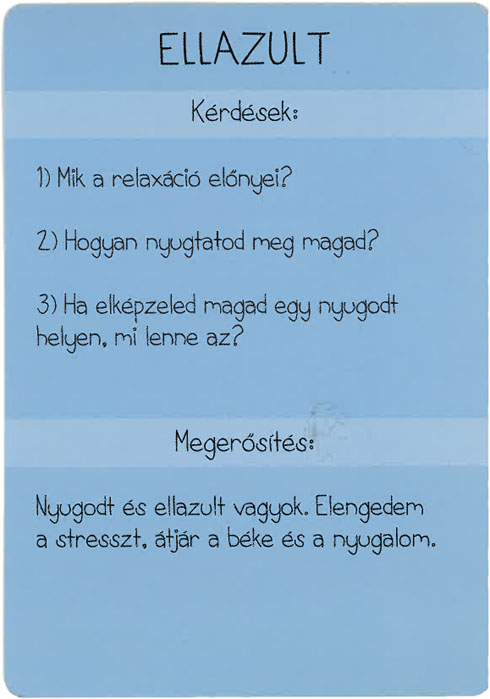 ELLAZULT
Kérdések:
1) Mik a relaxáció előnyei?
2) Hogyan nyugtatod meg magad?
3) Ha elképzeled magad egy nyugodt
helyen, mi lenne az?
Megerősítés:
Nyugodt és ellazult vagyok. Elengedem
a stresszt, átjár a béke és a nyugalom.